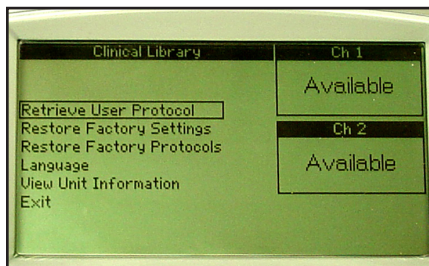 Clinical Library
Retrieve User Protocol
Restore Factory Settings
Restore Factory Protocols
Language
View Unit Information
Exit
Ch 1
Available
Ch 2
Available